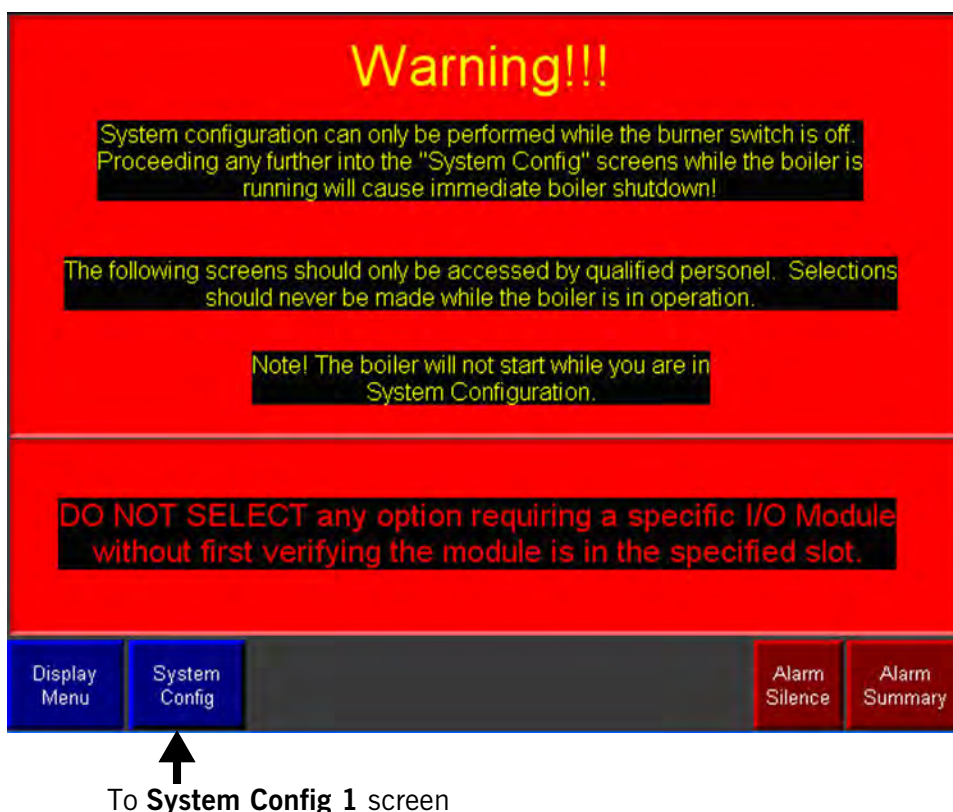 Warning!!!
System configuration can only be performed while the burner switch is off.
Proceeding any further into the "System Config" screens while the boiler is
running will cause immediate boiler shutdown!
The following screens should only be accessed by qualified personel. Selections
should never be made while the boiler is in operation.
Note! The boiler will not start while you are in
System Configuration.
DO NOT SELECT any option requiring a specific I/O Module
without first verifying the module is in the specified slot.
Display
Menu
System
Config
Alarm
Silence
Alarm
Summary
To System Config 1 screen